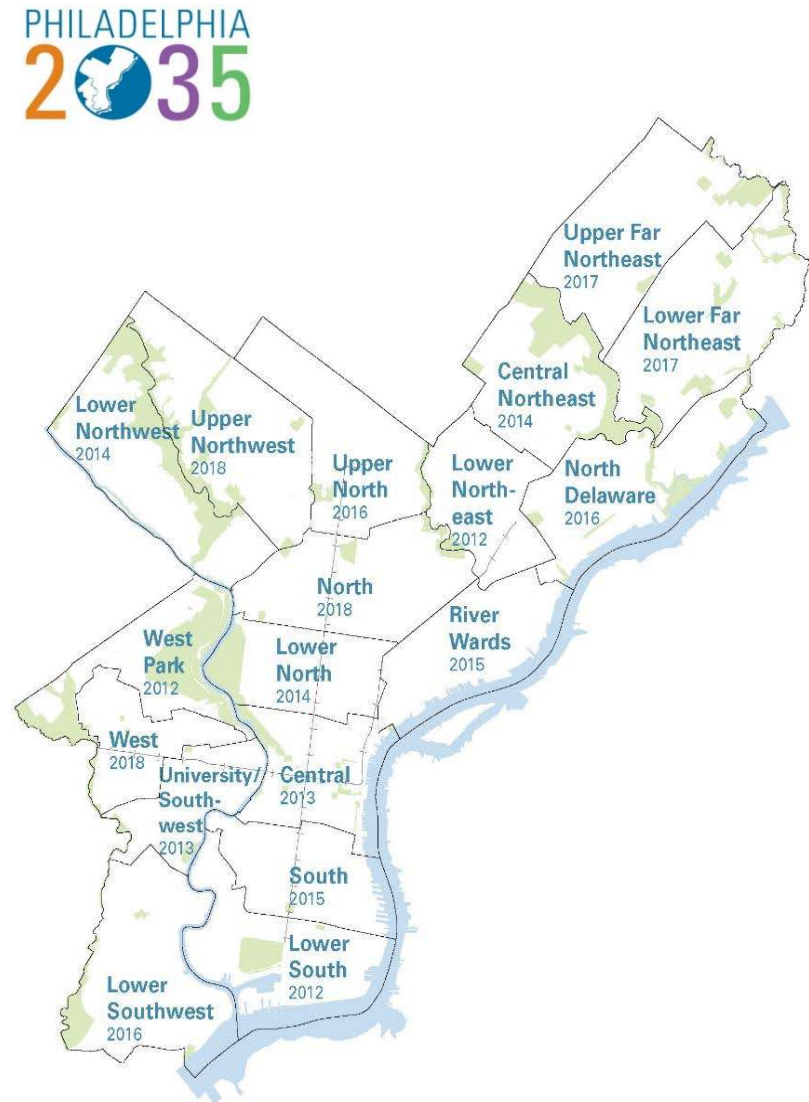 PHILADELPHIA
2035
Upper Far
Northeast
2017
Lower Far
Northeast
2017
Central
Northeast
2014
Lower
Northwest
2014
Upper
Northwest
2018
Upper
North
2016
Lower
North-
east
2012
North
Delaware
2016
North
2018
River
Wards
2015
West
Park
2012
Lower
North
2014
West
2018
University/
South-
west
2013
Central
2013
South
2015
Lower
South
2012
Lower
Southwest
2016